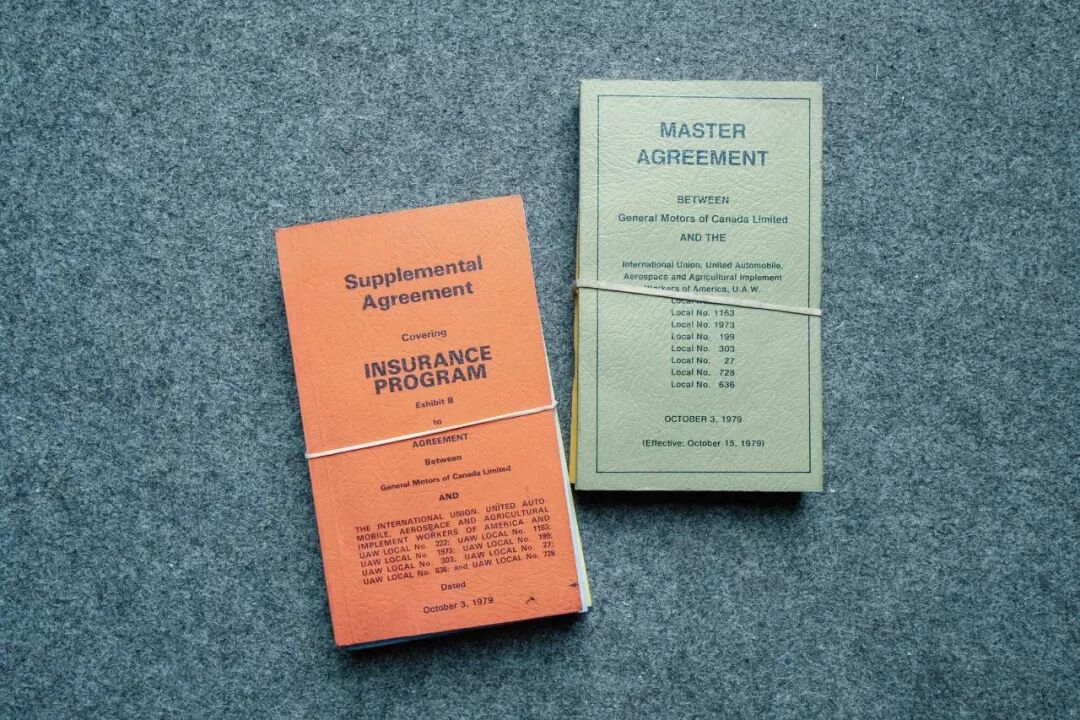 Supplemental
Agreement
Covering
INSURANCE
PROGRAM
Exhibit B
to
AGREEMENT
Between
General Motors of Canada Limited
AND
THE INTERNATIONAL UNION, UNITED AUTO-
MOBILE, AEROSPACE AND AGRICULTURAL
IMPLEMENT WORKERS OF AMERICA AND
UAW LOCAL No. 222; UAW LOCAL No. 1163;
UAW LOCAL No. 1973; UAW LOCAL No. 199;
UAW LOCAL No. 303; UAW LOCAL No. 27;
UAW LOCAL No. 636; and UAW LOCAL No. 728
Dated
October 3, 1979
MASTER
AGREEMENT
BETWEEN
General Motors of Canada Limited
AND THE
International Union, United Automobile,
Aerospace and Agricultural Implement
Workers of America, U.A.W.
Local No.
Local No. 1163
Local No. 1973
Local No. 199
Local No. 303
Local No. 27
Local No. 728
Local No. 636
OCTOBER 3, 1979
(Effective: October 15, 1979)